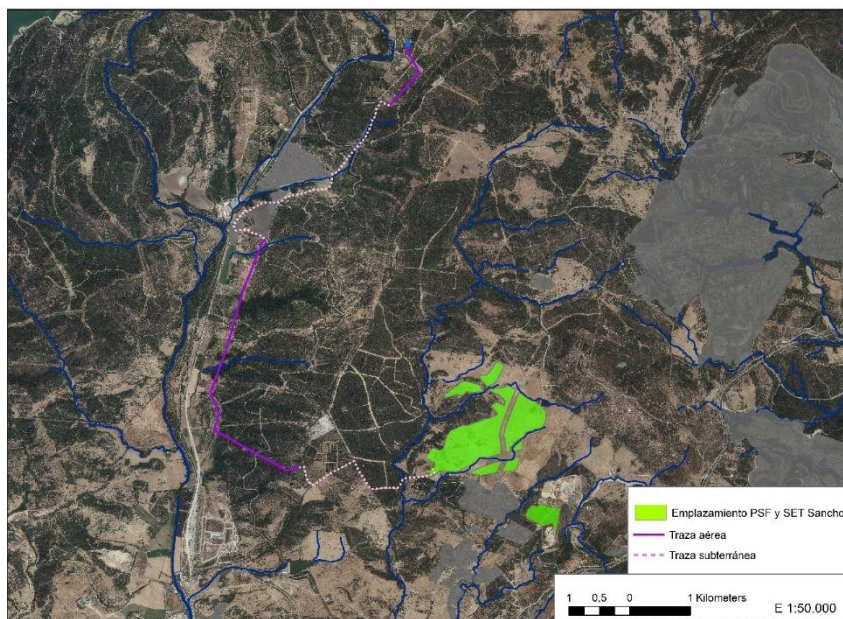 Emplazamiento PSF y SET Sancho
Traza aérea
Traza subterránea
1 0,5 0 1 Kilometers
E 1:50.000